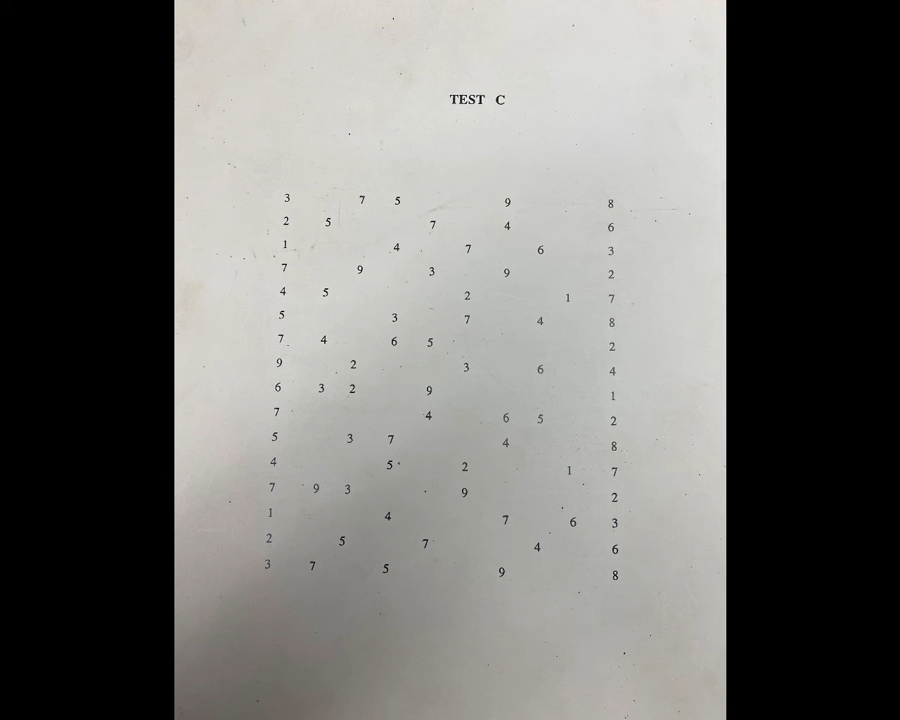 TEST C
3 7 5 9 8
2 5 7 4 6
1 4 7 6 3
7 9 3 9 2
4 5 2 1 7
5 3 7 4 8
7 4 6 5 2
9 2 3 6 4
6 3 2 9 1
7 4 6 5 2
5 3 7 4 8
4 5 2 1 7
7 9 3 9 2
1 4 7 6 3
2 5 7 4 6
3 7 5 9 8